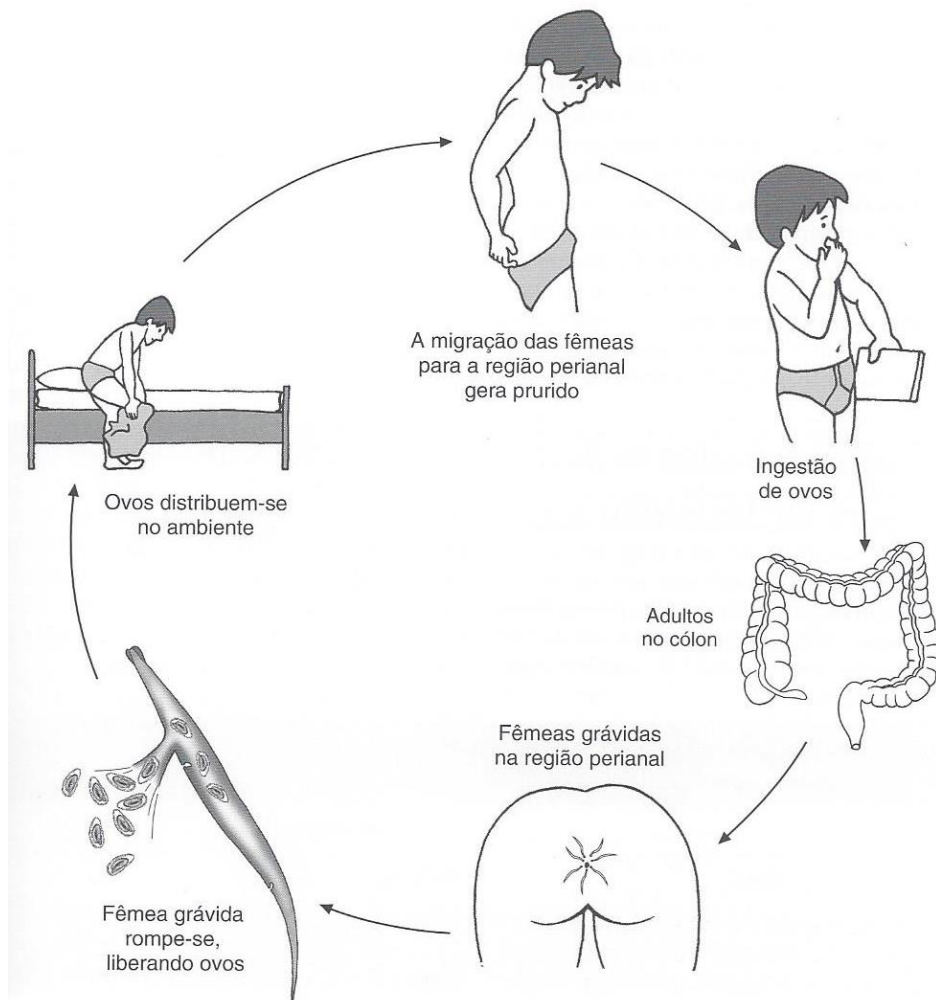 A migração das fêmeas
para a região perianal
gera prurido
Ingestão
de ovos
Adultos
no cólon
Fêmeas grávidas
na região perianal
Fêmea grávida
rompe-se,
liberando ovos
Ovos distribuem-se
no ambiente